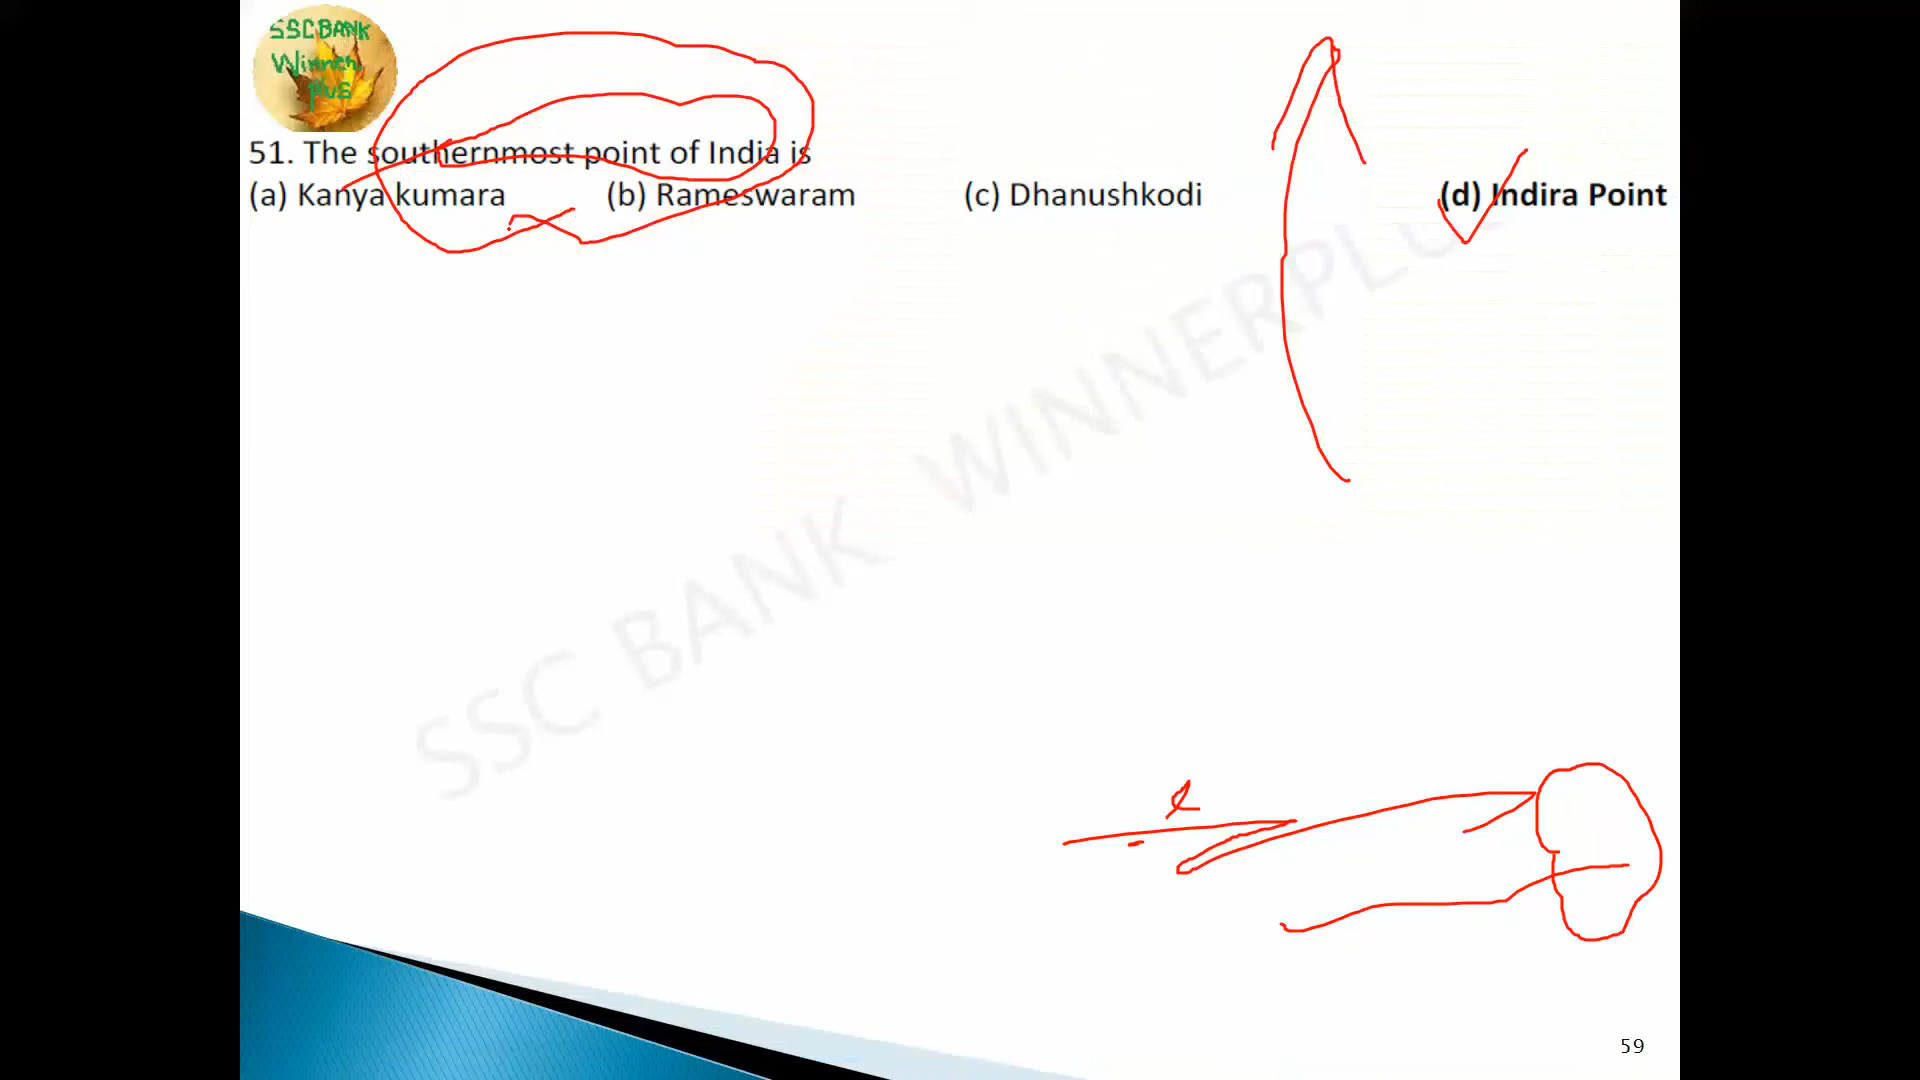 SSC BANK
Winner
plus
51. The southernmost point of India is
(a) Kanya kumara (b) Rameswaram (c) Dhanushkodi (d) Indira Point
SSC BANK WINNERPLUS
59